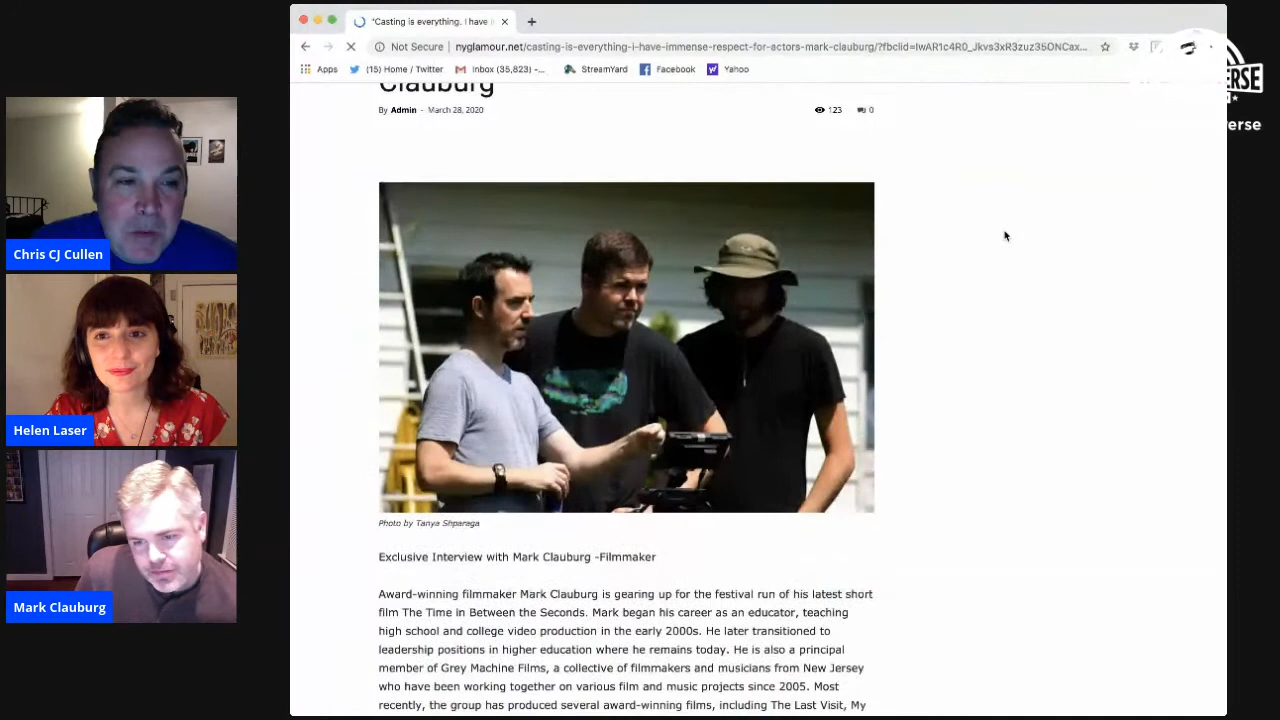 "Casting is everything. I have i
Not Secure
nyglamour.net/casting-is-everything-i-have-immense-respect-for-actors-mark-clauburg/?fbclid=IwAR1c4R0_Jkvs3xR3zuz35ONCax...
Apps
(15) Home / Twitter
Inbox (35,823) -...
StreamYard
Facebook
Yahoo
Clauburg
By Admin - March 28, 2020
123
0
Chris CJ Cullen
Helen Laser
Mark Clauburg
Photo by Tanya Shparaga
Exclusive Interview with Mark Clauburg -Filmmaker
Award-winning filmmaker Mark Clauburg is gearing up for the festival run of his latest short
film The Time in Between the Seconds. Mark began his career as an educator, teaching
high school and college video production in the early 2000s. He later transitioned to
leadership positions in higher education where he remains today. He is also a principal
member of Grey Machine Films, a collective of filmmakers and musicians from New Jersey
who have been working together on various film and music projects since 2005. Most
recently, the group has produced several award-winning films, including The Last Visit, My